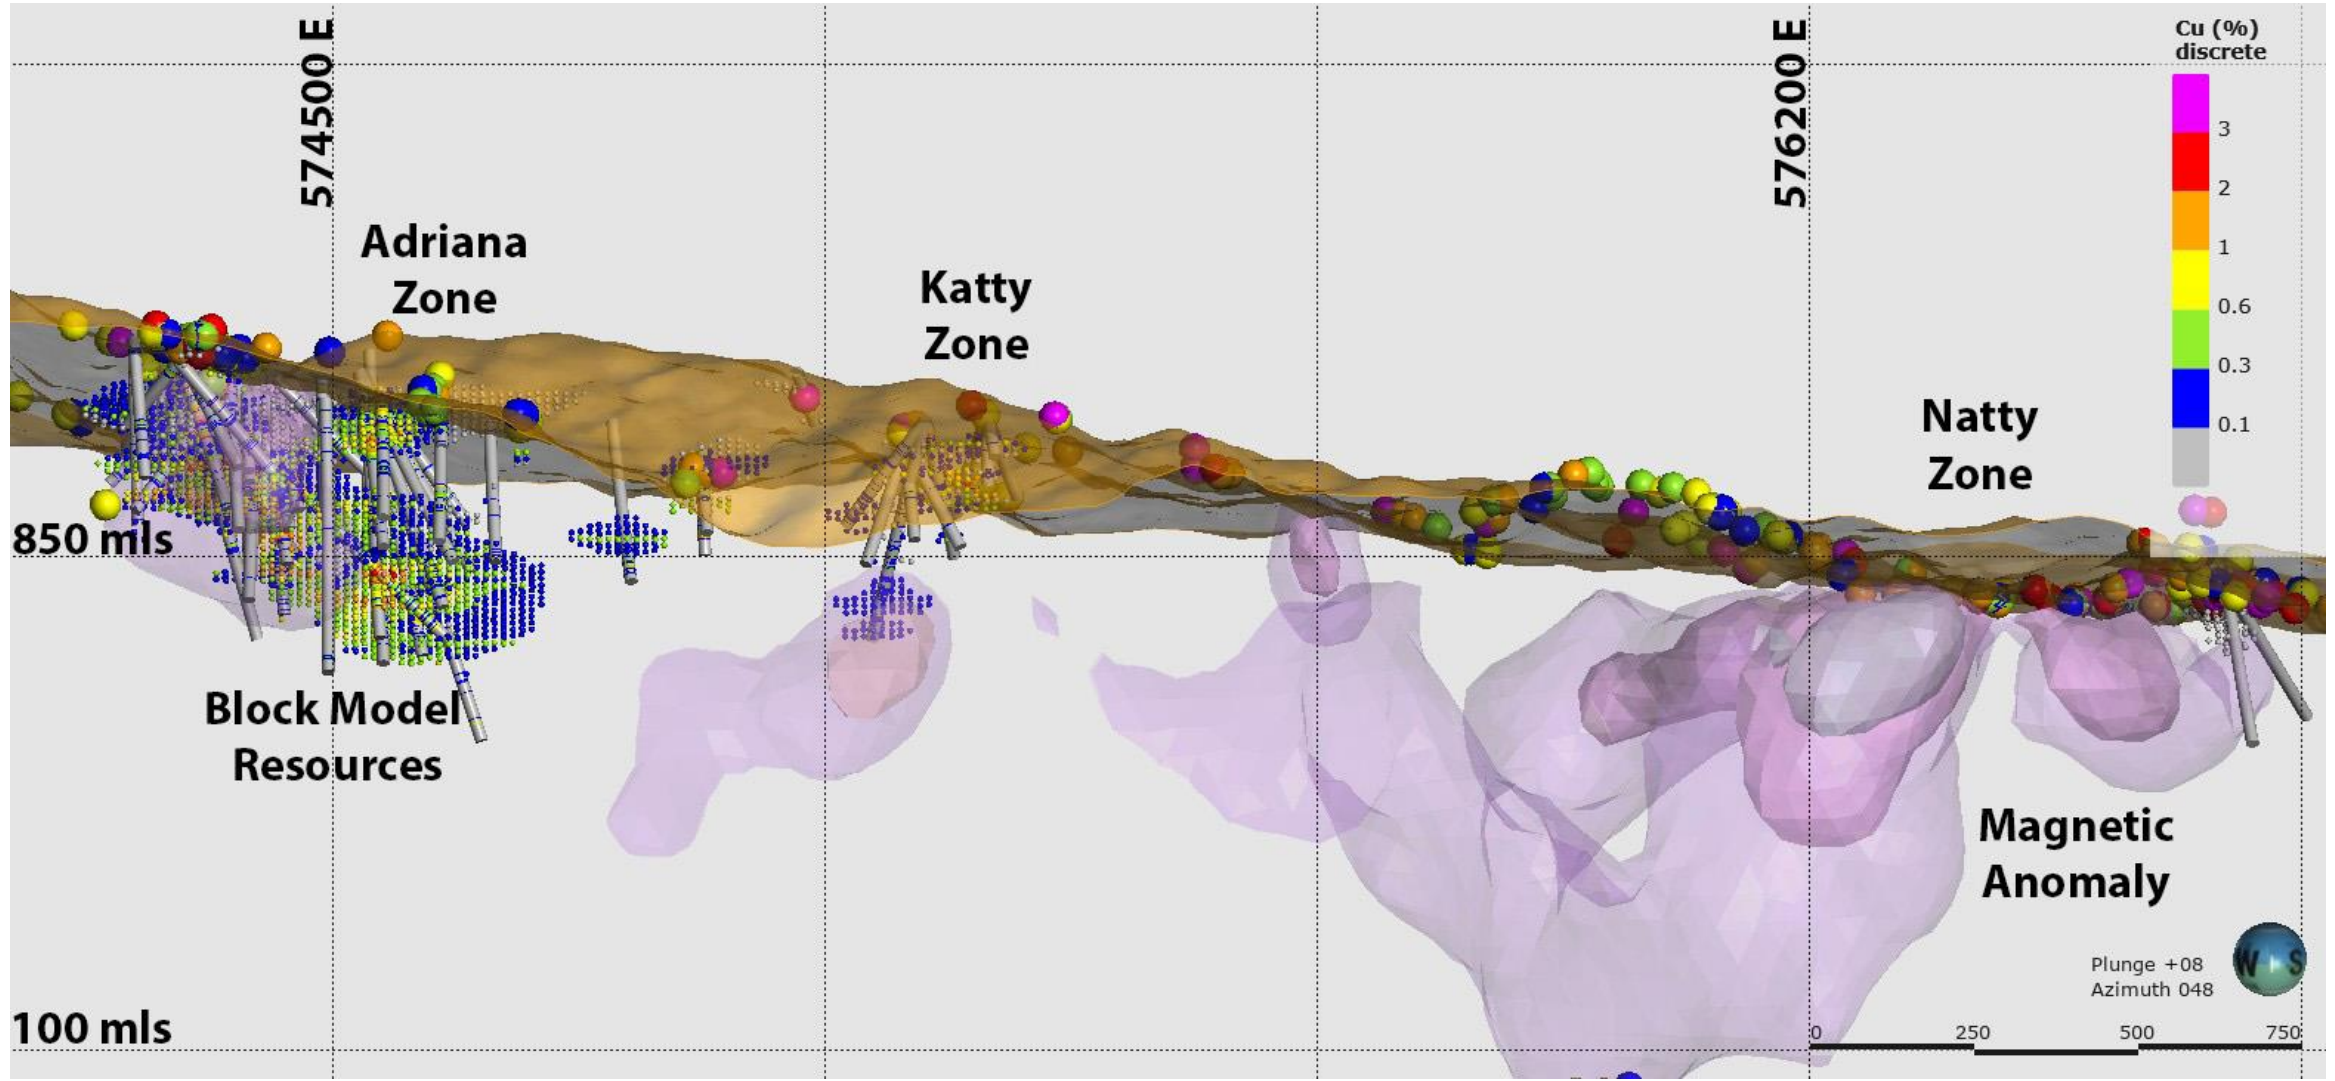 574500 E
576200 E
Cu (%)
discrete
3
2
1
0.6
0.3
0.1
Adriana
Zone
Katty
Zone
Natty
Zone
850 mls
Block Model
Resources
Magnetic
Anomaly
W S
Plunge +08
Azimuth 048
100 mls
0 250 500 750